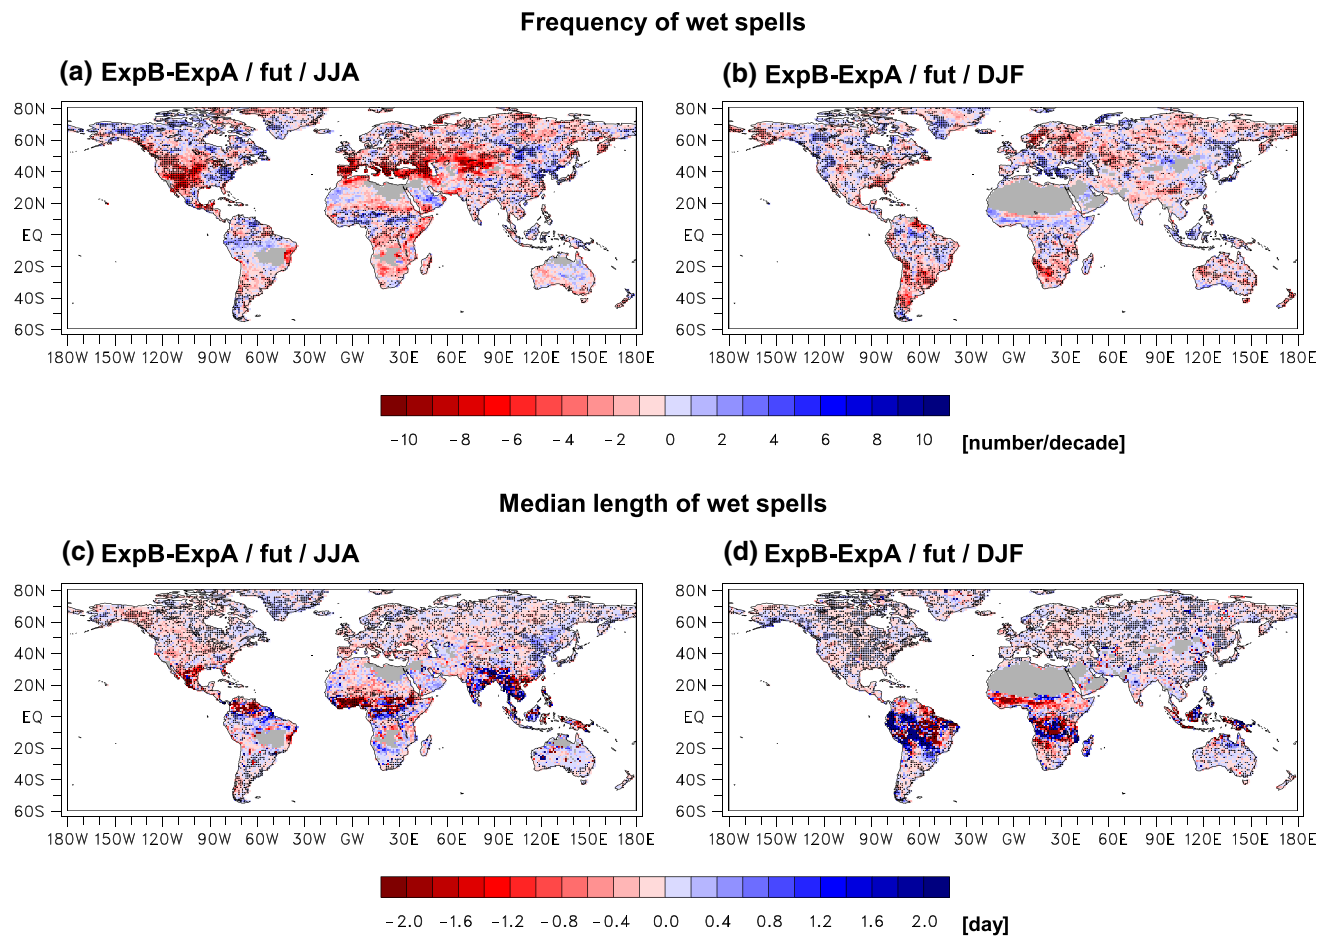 Frequency of wet spells
(a) ExpB-ExpA / fut / JJA
(b) ExpB-ExpA / fut / DJF
80N
60N
40N
20N
EQ
20S
40S
60S
180W 150W 120W 90W 60W 30W GW 30E 60E 90E 120E 150E 180E
80N
60N
40N
20N
EQ
20S
40S
60S
180W 150W 120W 90W 60W 30W GW 30E 60E 90E 120E 150E 180E
-10 -8 -6 -4 -2 0 2 4 6 8 10 [number/decade]
Median length of wet spells
(c) ExpB-ExpA / fut / JJA
(d) ExpB-ExpA / fut / DJF
80N
60N
40N
20N
EQ
20S
40S
60S
180W 150W 120W 90W 60W 30W GW 30E 60E 90E 120E 150E 180E
80N
60N
40N
20N
EQ
20S
40S
60S
180W 150W 120W 90W 60W 30W GW 30E 60E 90E 120E 150E 180E
-2.0 -1.6 -1.2 -0.8 -0.4 0.0 0.4 0.8 1.2 1.6 2.0 [day]